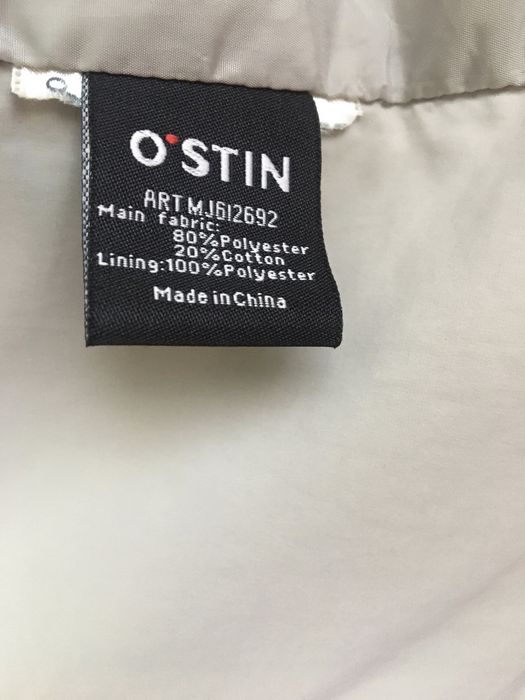 O'STIN
ART MJ612692
Main fabric:
80%Polyester
20%Cotton
Lining:100%Polyester
Made in China